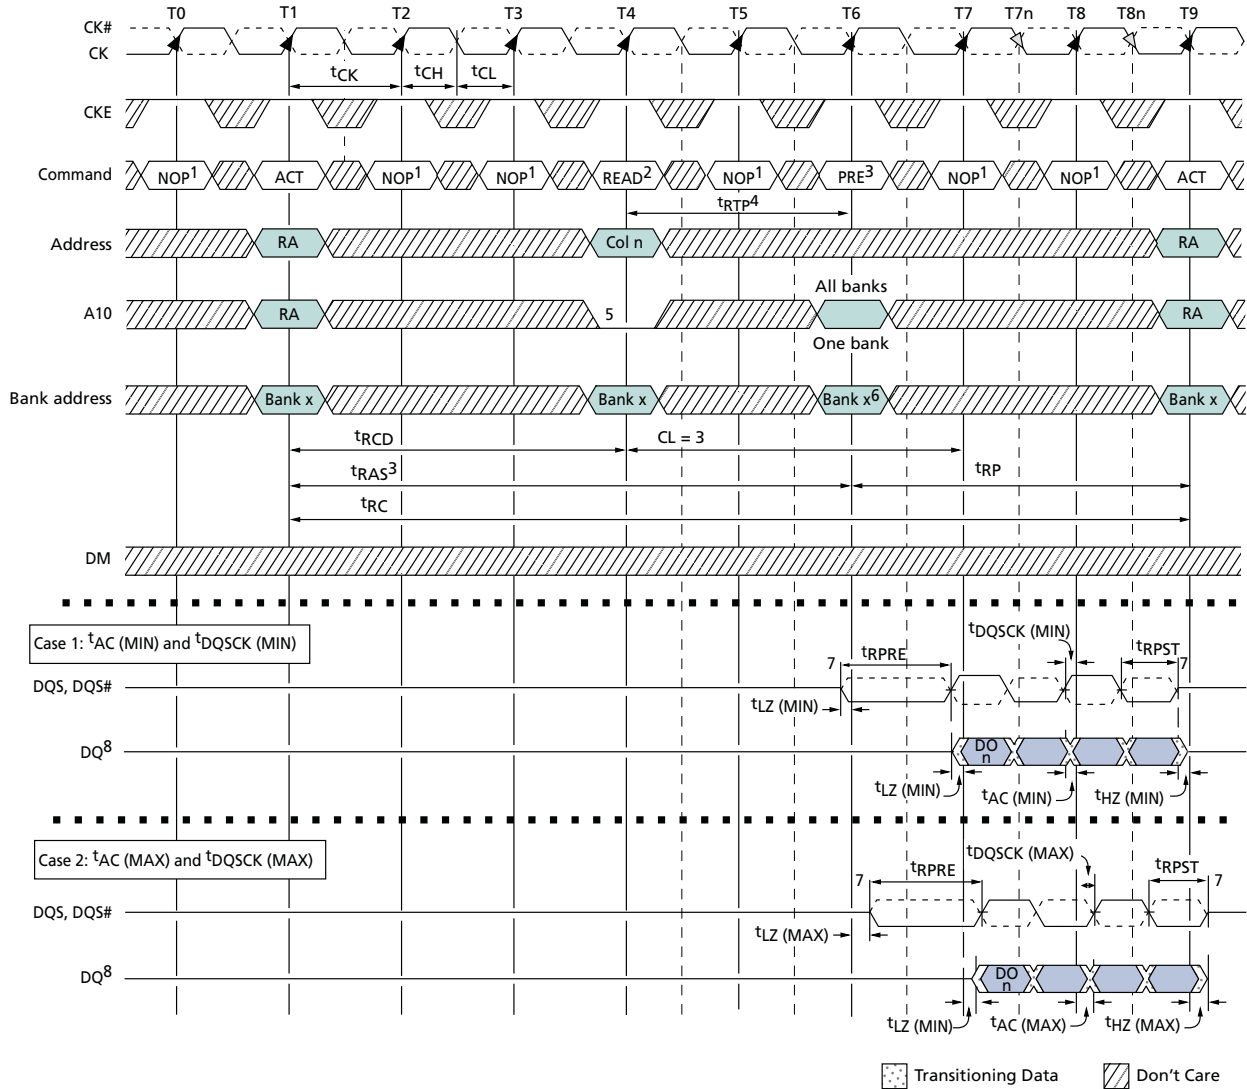 T0 T1 T2 T3 T4 T5 T6 T7 T7n T8 T8n T9
CK#
CK
tCK tCH tCL
CKE
Command NOP1 ACT NOP1 NOP1 READ2 NOP1 PRE3 NOP1 NOP1 ACT
tRTP4
Address RA Col n RA
All banks
A10 RA 5 RA
One bank
Bank address Bank x Bank x Bank x6 Bank x
tRCD CL = 3
tRAS3 tRP
tRC
DM
Case 1: tAC (MIN) and tDQSCK (MIN)
tDQSCK (MIN)
7 tRPRE tRPST 7
DQS, DQS#
tLZ (MIN)
DQ8 DO n
tLZ (MIN) tAC (MIN) tHZ (MIN)
Case 2: tAC (MAX) and tDQSCK (MAX)
tDQSCK (MAX)
7 tRPRE tRPST 7
DQS, DQS#
tLZ (MAX)
DQ8 DO n
tLZ (MIN) tAC (MAX) tHZ (MAX)
Transitioning Data Don't Care